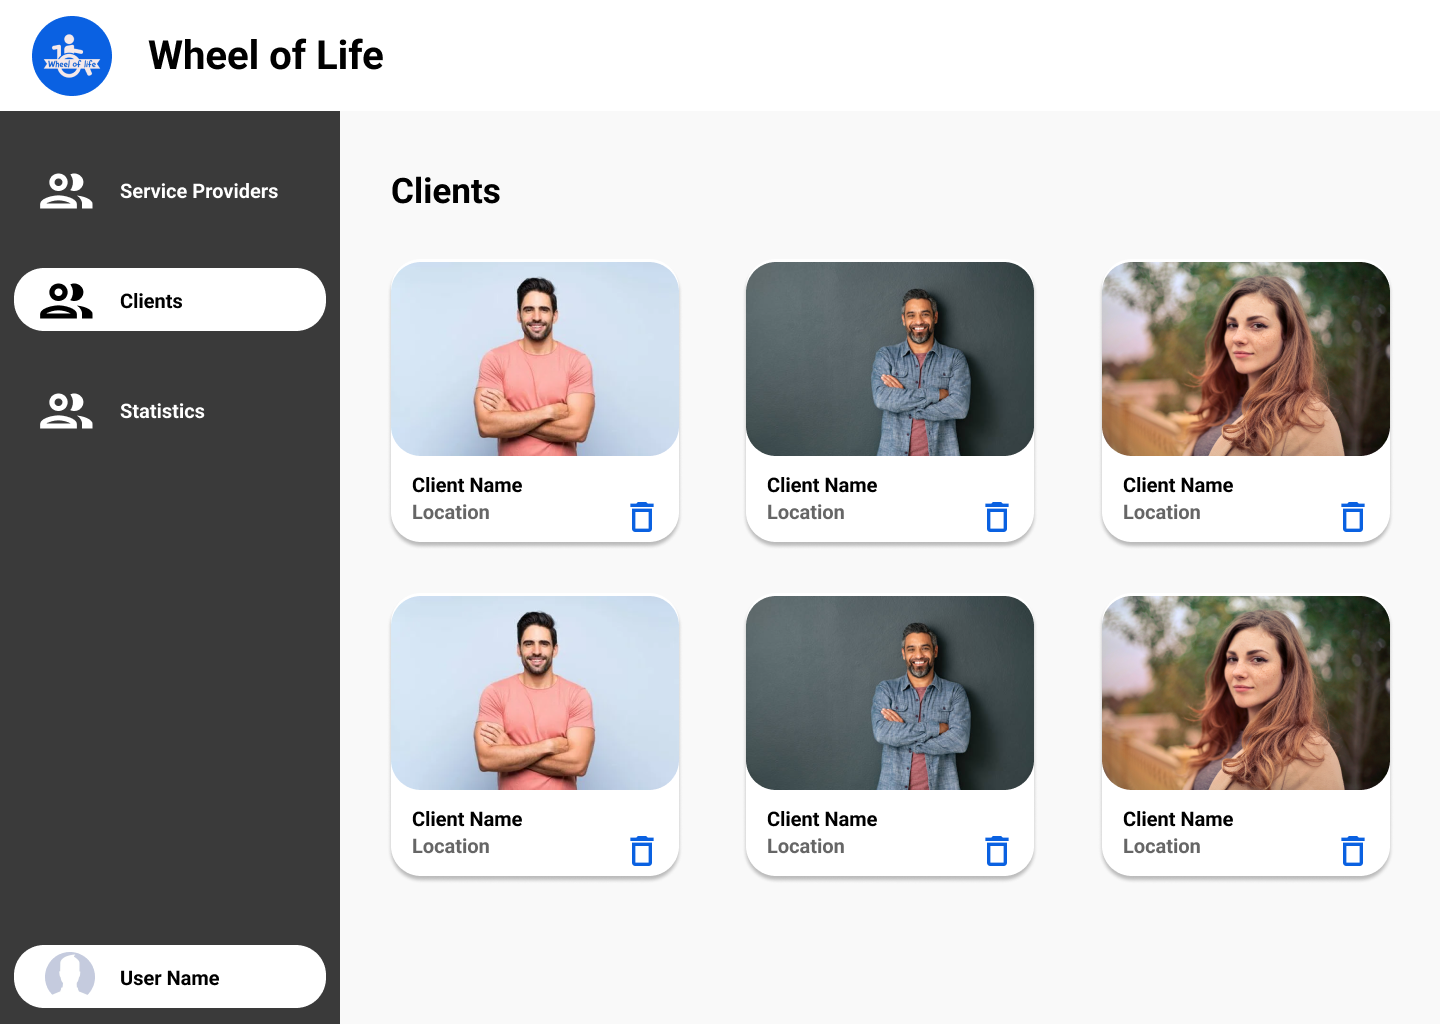 Wheel of life
Wheel of Life
Service Providers
Clients
Statistics
User Name
Clients
Client Name
Location
Client Name
Location
Client Name
Location
Client Name
Location
Client Name
Location
Client Name
Location